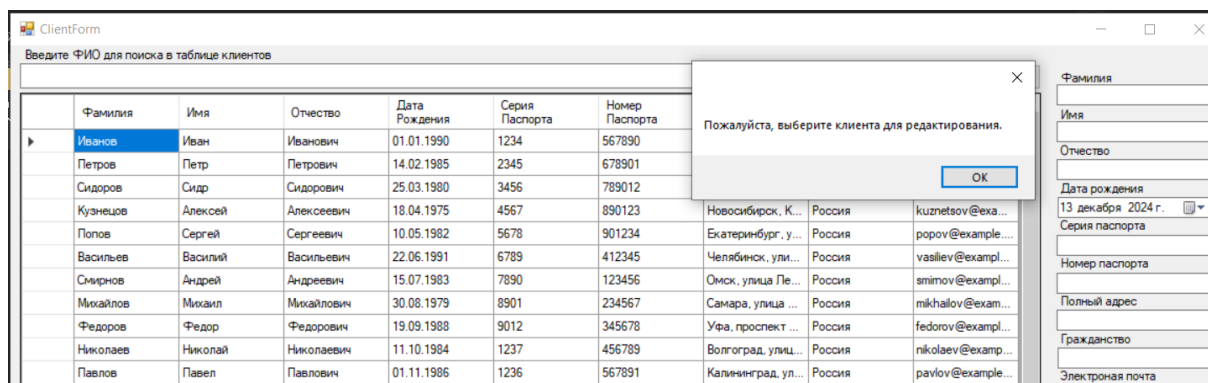 ClientForm
Введите ФИО для поиска в таблице клиентов
Фамилия Имя Отчество Дата Рождения Серия Паспорта Номер Паспорта
Иванов Иван Иванович 01.01.1990 1234 567890
Петров Петр Петрович 14.02.1985 2345 678901
Сидоров Сидр Сидорович 25.03.1980 3456 789012
Кузнецов Алексей Алексеевич 18.04.1975 4567 890123 Новосибирск, К... Россия kuznetsov@exa...
Попов Сергей Сергеевич 10.05.1982 5678 901234 Екатеринбург, у... Россия popov@example....
Васильев Василий Васильевич 22.06.1991 6789 412345 Челябинск, ули... Россия vasiliev@exampl...
Смирнов Андрей Андреевич 15.07.1983 7890 123456 Омск, улица Ле... Россия smirnov@exampl...
Михайлов Михаил Михайлович 30.08.1979 8901 234567 Самара, улица ... Россия mikhailov@exam...
Федоров Федор Федорович 19.09.1988 9012 345678 Уфа, проспект ... Россия fedorov@exampl...
Николаев Николай Николаевич 11.10.1984 1237 456789 Волгоград, улиц... Россия nikolaev@examp...
Павлов Павел Павлович 01.11.1986 1236 567891 Калининград, ул... Россия pavlov@example...
Пожалуйста, выберите клиента для редактирования.
OK
Фамилия
Имя
Отчество
Дата рождения
13 декабря 2024 г.
Серия паспорта
Номер паспорта
Полный адрес
Гражданство
Электроная почта